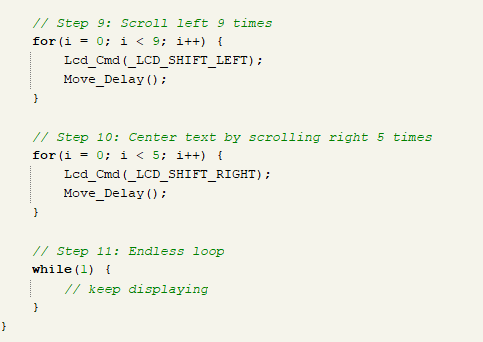 // Step 9: Scroll left 9 times
for(i = 0; i < 9; i++) {
Lcd_Cmd(_LCD_SHIFT_LEFT);
Move_Delay();
}
// Step 10: Center text by scrolling right 5 times
for(i = 0; i < 5; i++) {
Lcd_Cmd(_LCD_SHIFT_RIGHT);
Move_Delay();
}
// Step 11: Endless loop
while(1) {
// keep displaying
}
}